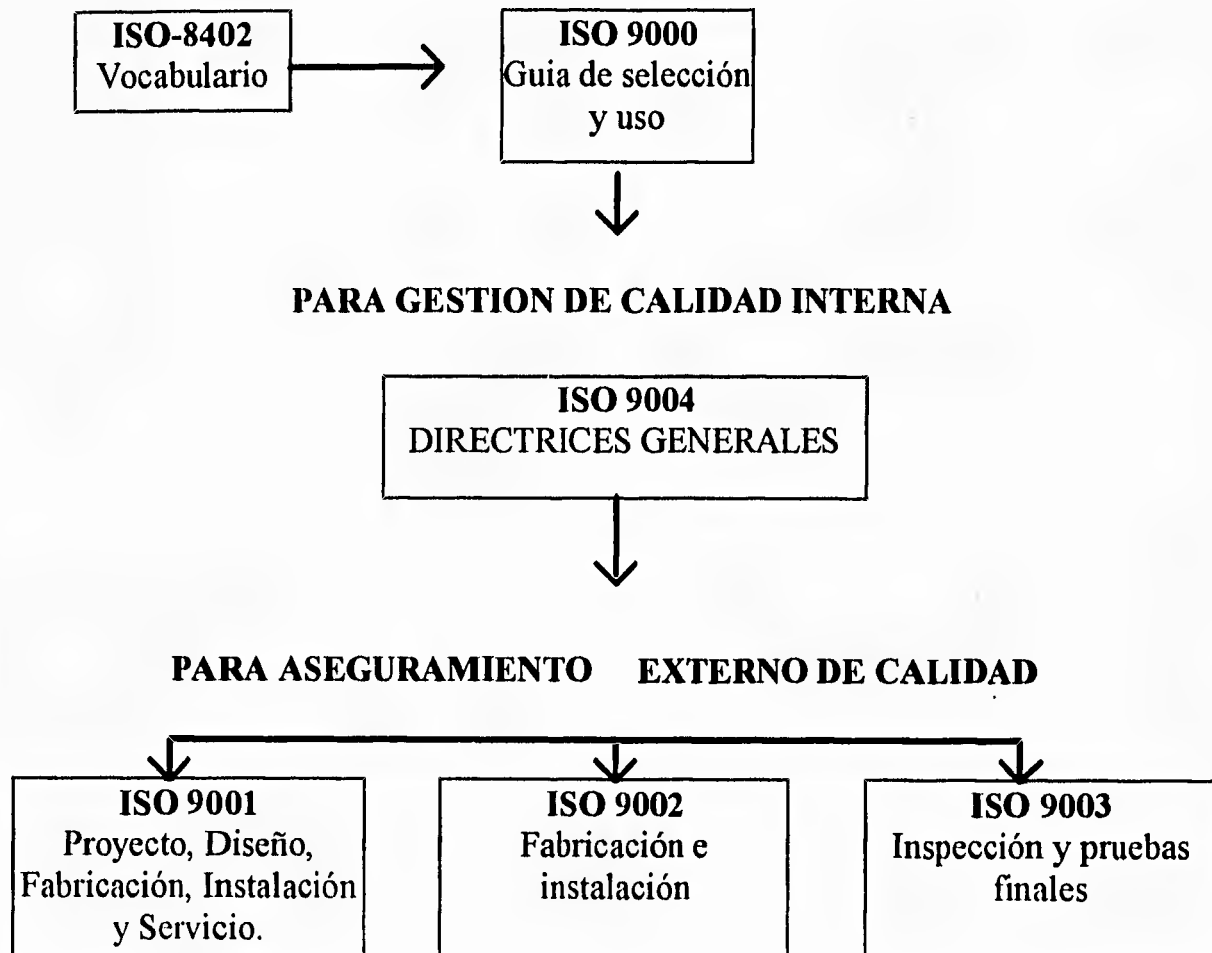 ISO-8402
Vocabulario
ISO 9000
Guia de selección
y uso
PARA GESTION DE CALIDAD INTERNA
ISO 9004
DIRECTRICES GENERALES
PARA ASEGURAMIENTO EXTERNO DE CALIDAD
ISO 9001
Proyecto, Diseño,
Fabricación, Instalación
y Servicio.
ISO 9002
Fabricación e
instalación
ISO 9003
Inspección y pruebas
finales